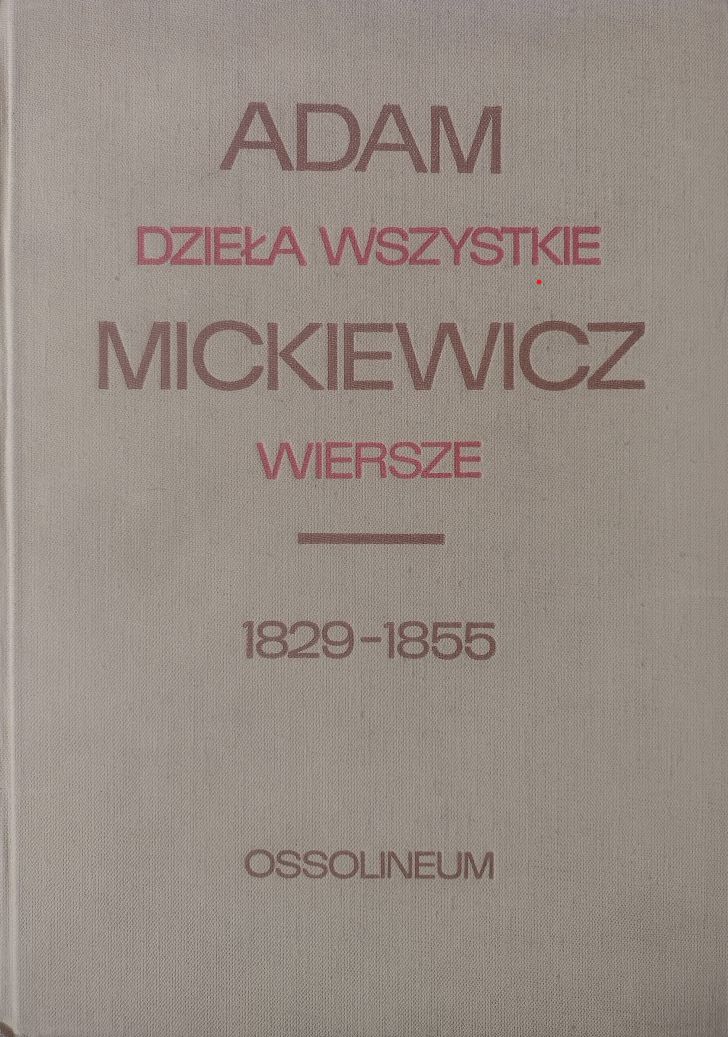 ADAM
DZIEŁA WSZYSTKIE
MICKIEWICZ
WIERSZE
1829-1855
OSSOLINEUM